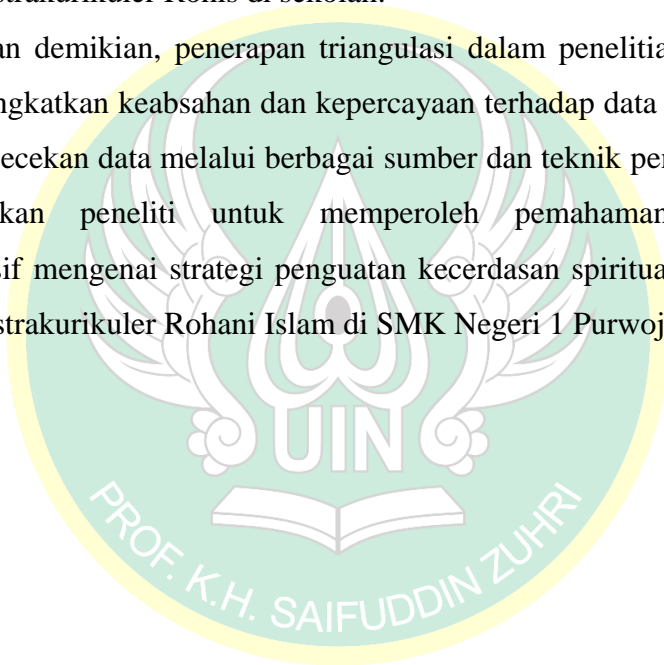 strakurikuler Rohis di sekolah.
an demikian, penerapan triangulasi dalam penelitia
ngkatkan keabsahan dan kepercayaan terhadap data
ecekan data melalui berbagai sumber dan teknik pe
kan peneliti untuk memperoleh pemahaman
sif mengenai strategi penguatan kecerdasan spiritua
strakurikuler Rohani Islam di SMK Negeri 1 Purwoj
UIN
PROF. K.H. SAIFUDDIN ZUHRI